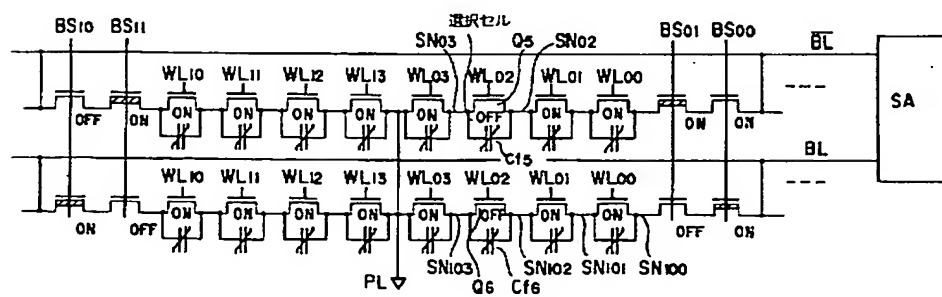 選択セル
BS10 BS11 SN03 Q5 SN02 BS01 BS00 BL
WL10 WL11 WL12 WL13 WL03 WL02 WL01 WL00
SA
ON ON ON ON ON OFF ON ON
OFF ON ON ON
Cf5
BL
WL10 WL11 WL12 WL13 WL03 WL02 WL01 WL00
ON ON ON ON ON OFF ON ON
ON OFF OFF ON
SN103 SN102 SN101 SN100
PL Q6 Cf6